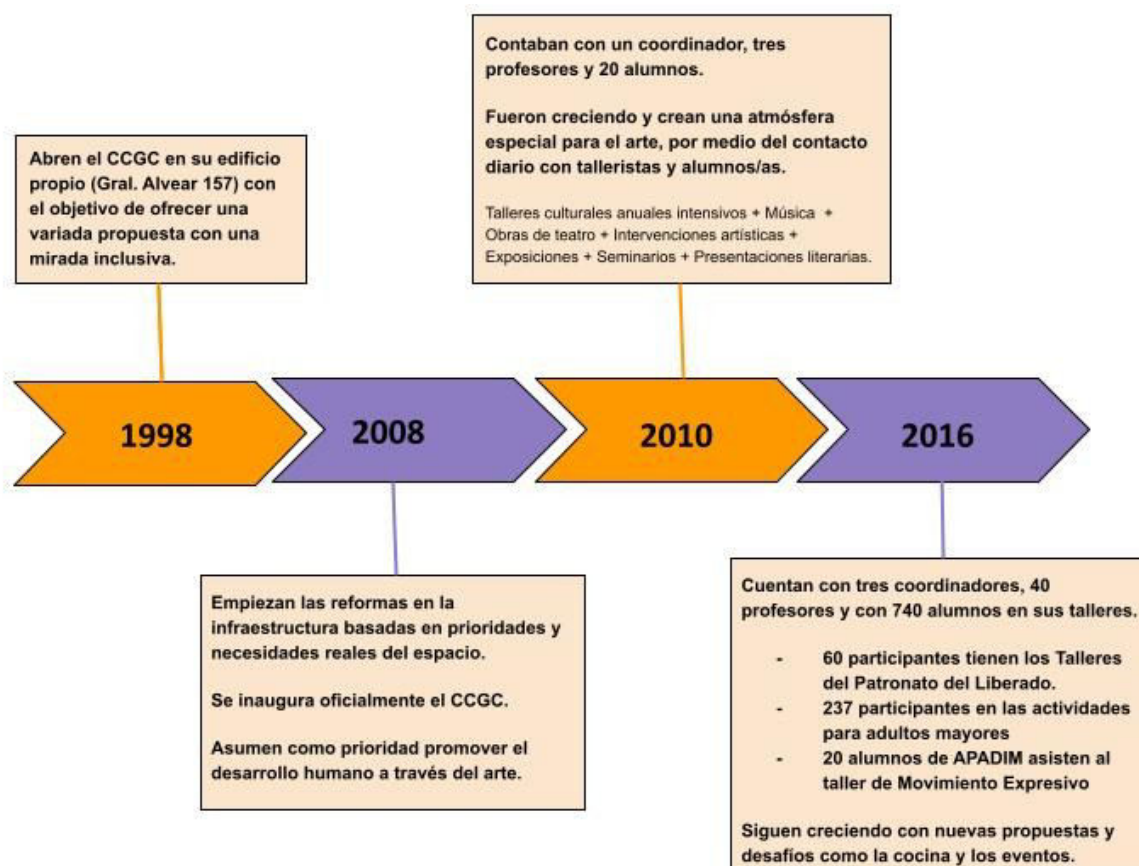 Contaban con un coordinador, tres
profesores y 20 alumnos.
Fueron creciendo y crean una atmósfera
especial para el arte, por medio del contacto
diario con talleristas y alumnos/as.
Talleres culturales anuales intensivos + Música +
Obras de teatro + Intervenciones artísticas +
Exposiciones + Seminarios + Presentaciones literarias.
Abren el CCGC en su edificio
propio (Gral. Alvear 157) con
el objetivo de ofrecer una
variada propuesta con una
mirada inclusiva.
1998
2008
2010
2016
Empiezan las reformas en la
infraestructura basadas en prioridades y
necesidades reales del espacio.
Se inaugura oficialmente el CCGC.
Asumen como prioridad promover el
desarrollo humano a través del arte.
Cuentan con tres coordinadores, 40
profesores y con 740 alumnos en sus talleres.
- 60 participantes tienen los Talleres
del Patronato del Liberado.
- 237 participantes en las actividades
para adultos mayores
- 20 alumnos de APADIM asisten al
taller de Movimiento Expresivo
Siguen creciendo con nuevas propuestas y
desafíos como la cocina y los eventos.